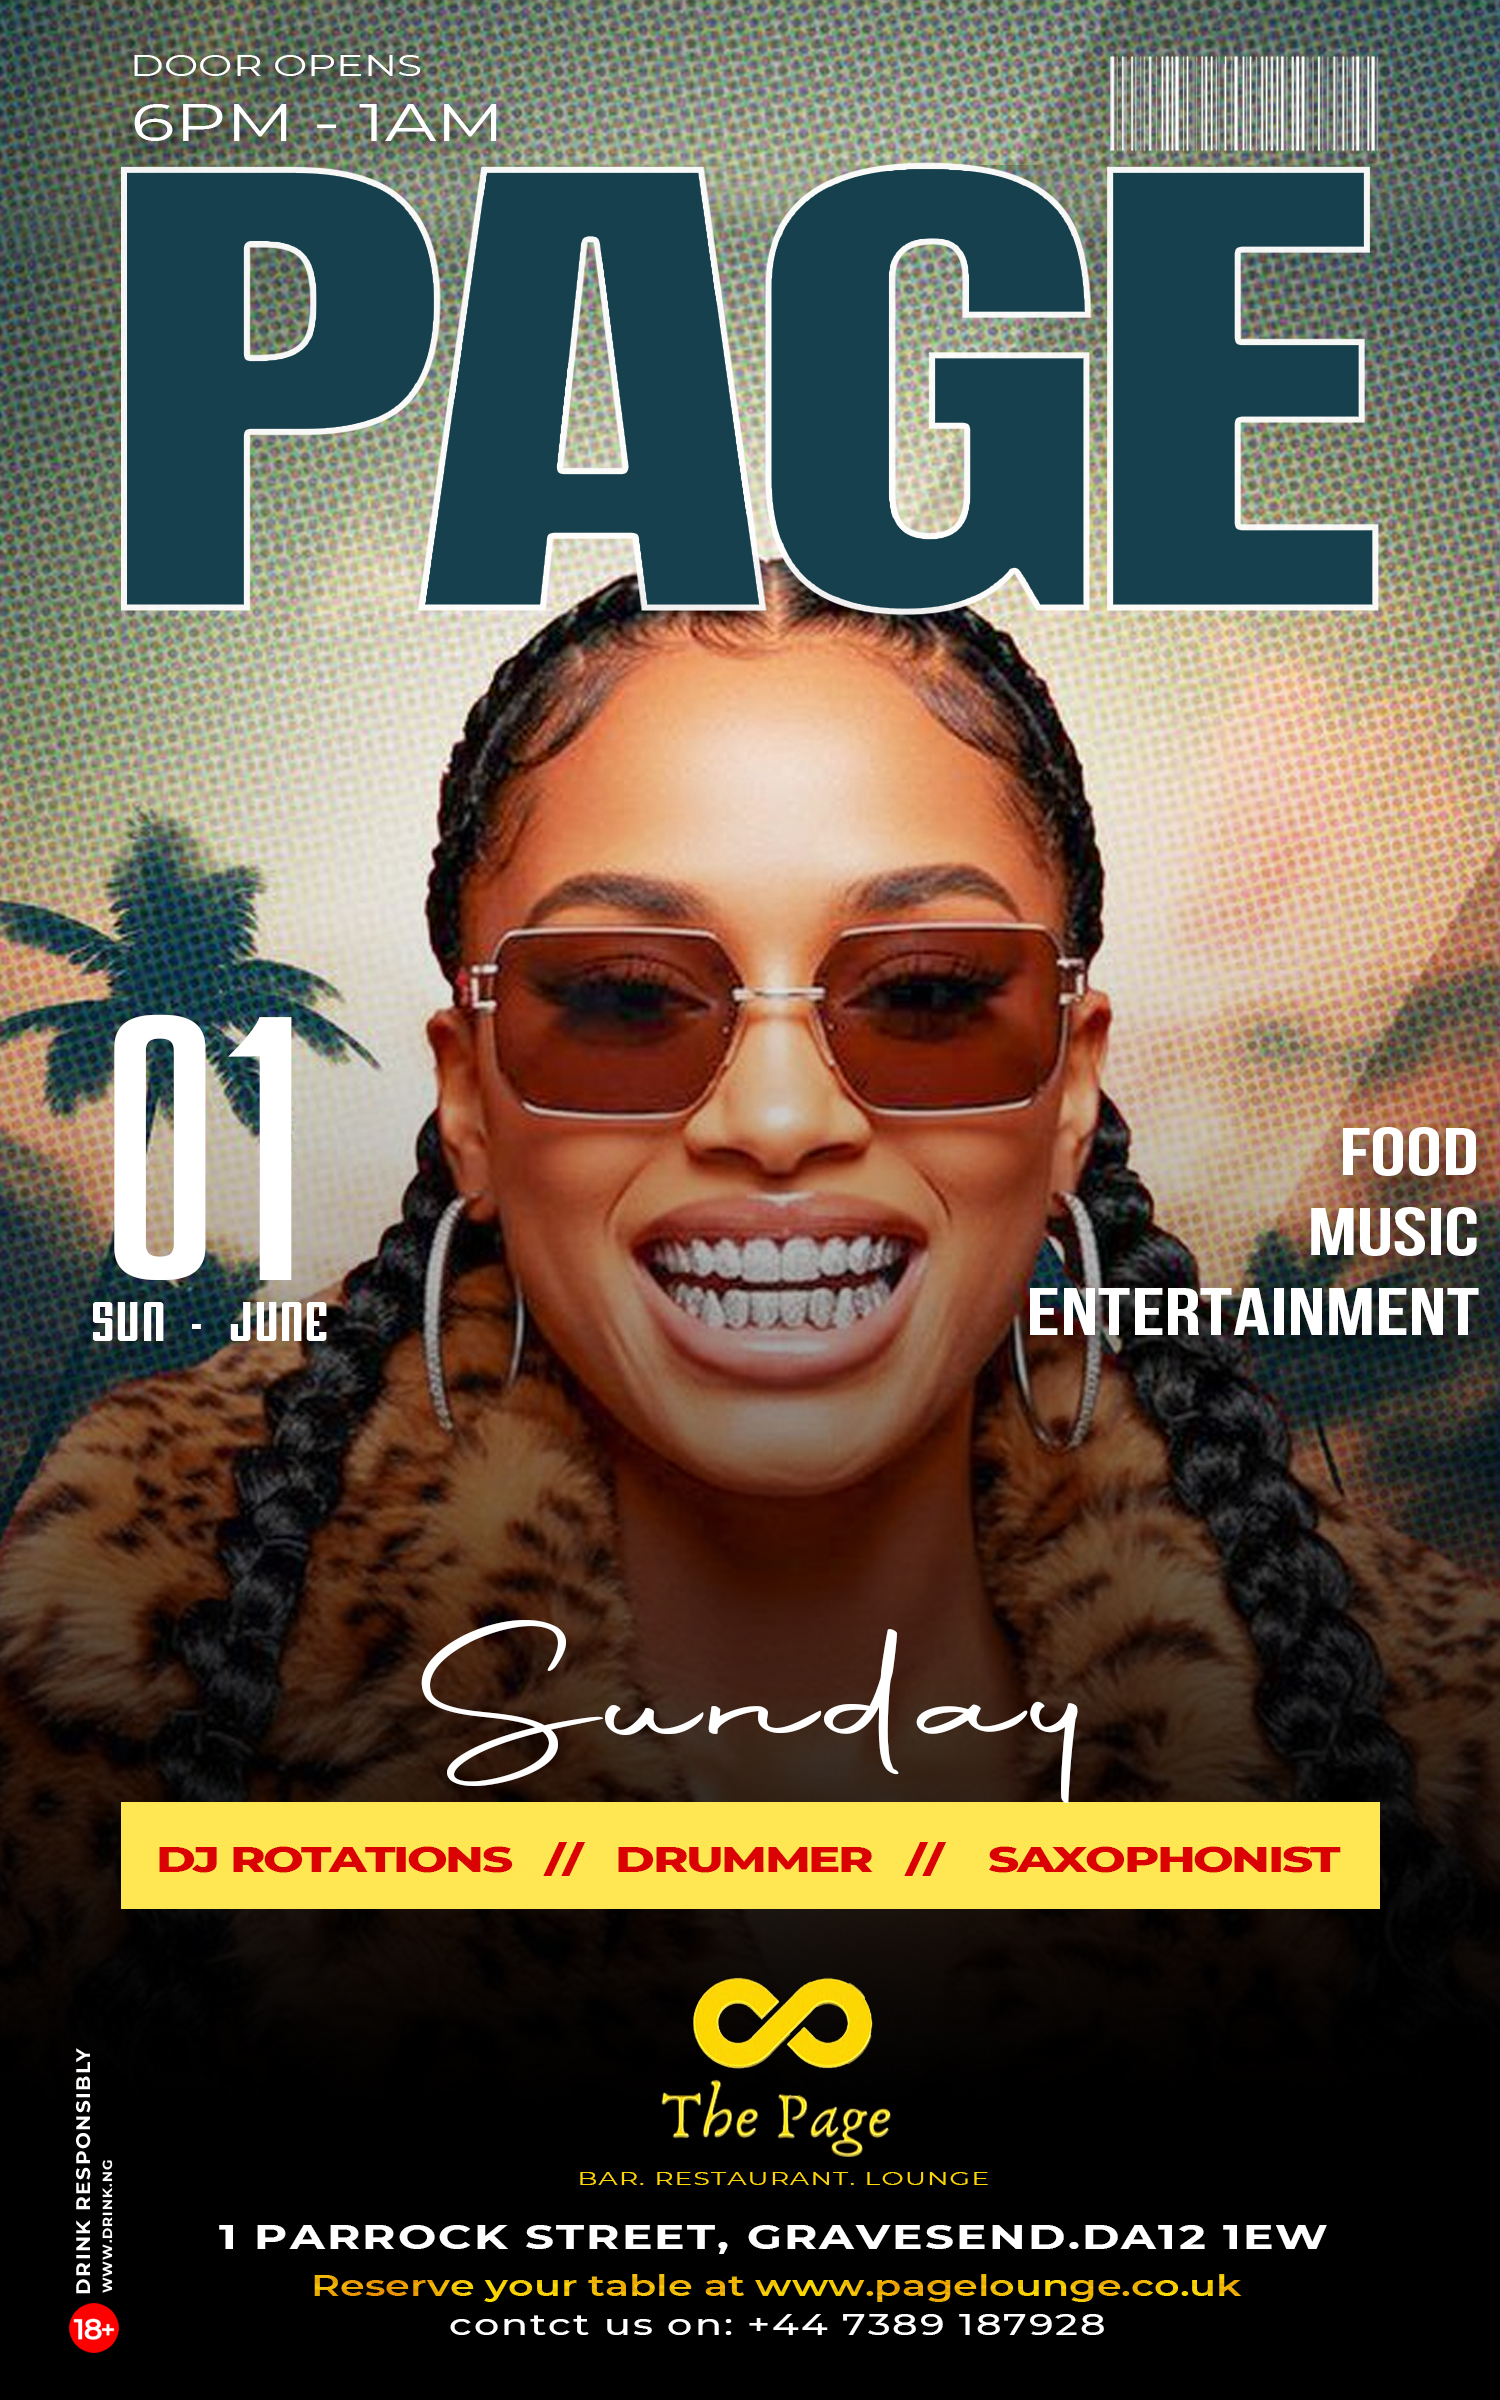 DOOR OPENS
6PM - 1AM
PAGE
01
SUN - JUNE
FOOD
MUSIC
ENTERTAINMENT
Sunday
DJ ROTATIONS // DRUMMER // SAXOPHONIST
The Page
BAR. RESTAURANT. LOUNGE
1 PARROCK STREET, GRAVESEND.DA12 1EW
Reserve your table at www.pagelounge.co.uk
contct us on: +44 7389 187928
DRINK RESPONSIBLY
WWW.DRINK.NG
18+